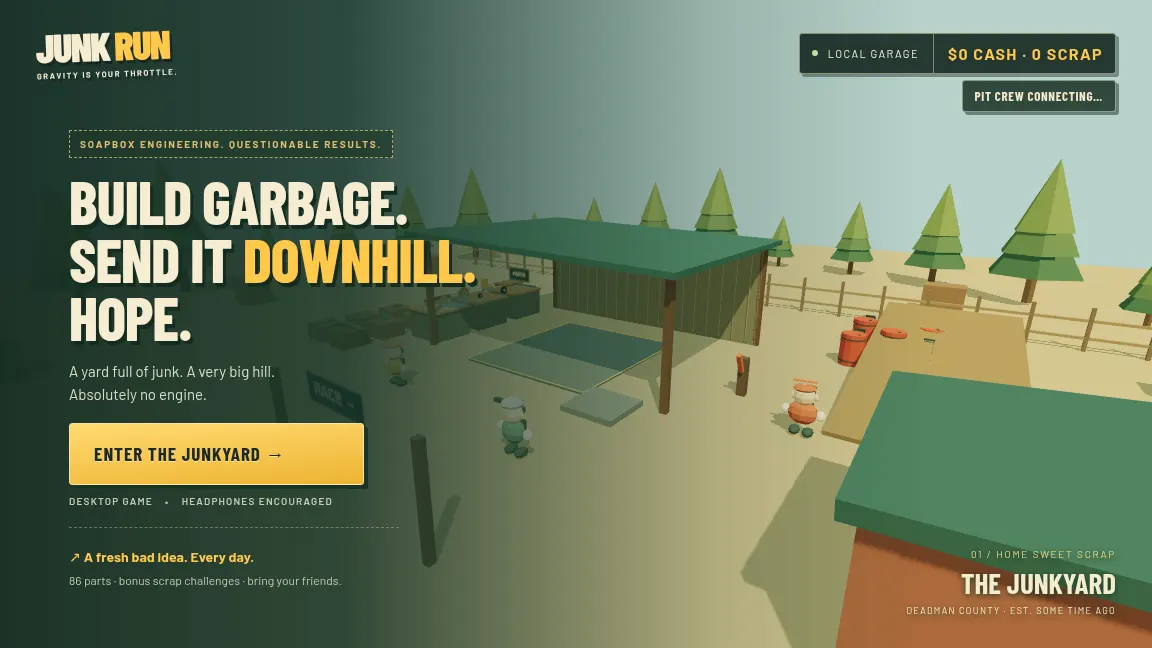 JUNK RUN
GRAVITY IS YOUR THROTTLE.
LOCAL GARAGE
$0 CASH · 0 SCRAP
PIT CREW CONNECTING...
SOAPBOX ENGINEERING. QUESTIONABLE RESULTS.
BUILD GARBAGE.
SEND IT DOWNHILL.
HOPE.
A yard full of junk. A very big hill.
Absolutely no engine.
ENTER THE JUNKYARD →
DESKTOP GAME • HEADPHONES ENCOURAGED
↗ A fresh bad idea. Every day.
86 parts · bonus scrap challenges · bring your friends.
RACE →
PARTS
01 / HOME SWEET SCRAP
THE JUNKYARD
DEADMAN COUNTY · EST. SOME TIME AGO